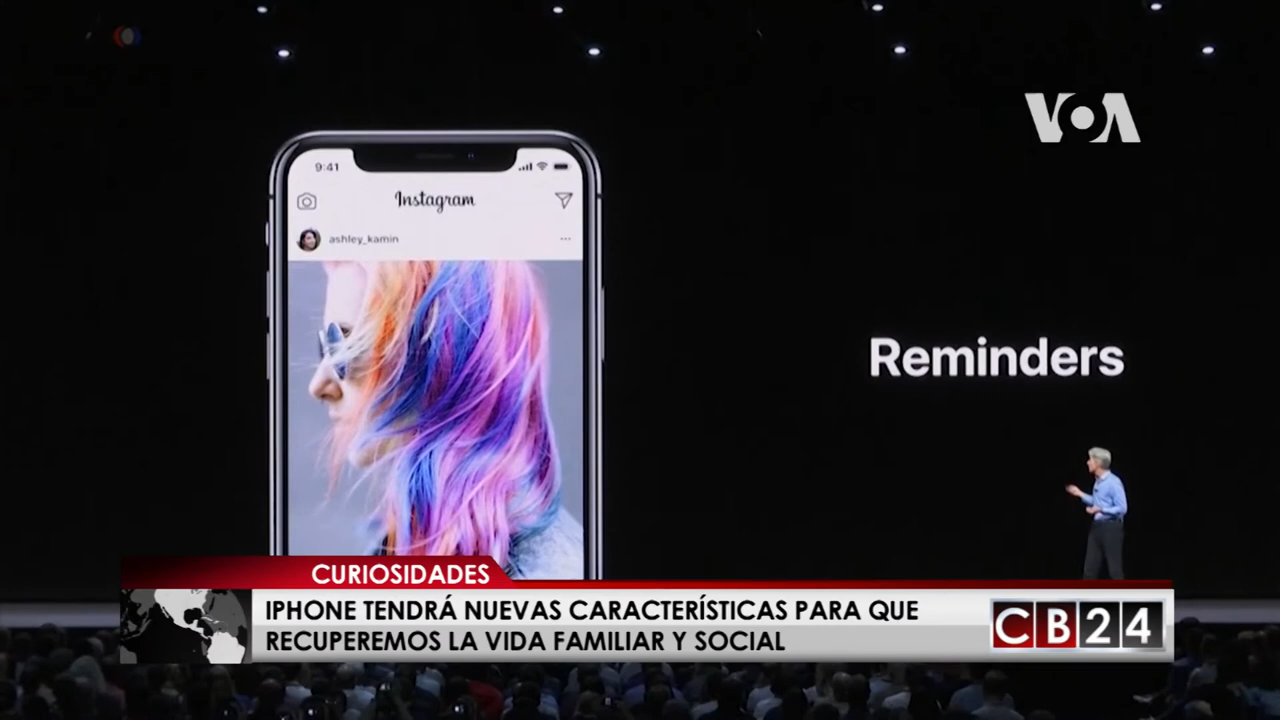 VOA
9:41
Instagram
ashley_kamin
Reminders
CURIOSIDADES
IPHONE TENDRÁ NUEVAS CARACTERÍSTICAS PARA QUE
RECUPEREMOS LA VIDA FAMILIAR Y SOCIAL
CB24